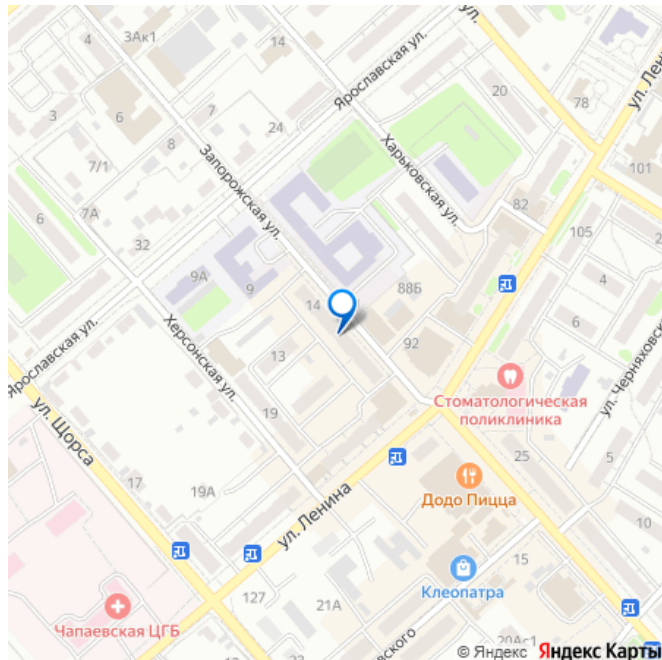 4
3Ак1
14
Ярославская ул.
ул.
ул. Лен
3
6
8
7
24
20
78
7/1
Запорожская ул.
Харьковская ул.
101
6
7А
82
32
105
9А
9
88Б
4
14
Херсонская ул.
92
6
Ярославская ул.
13
Стоматологическая
поликлиника
ул. Черняховс
ул. Щорса
19
17
19А
25
5
Додо Пицца
ул. Ленина
10
15
127
21А
Клеопатра
Чапаевская ЦГБ
вского
20Ас1
© Яндекс Яндекс Карты